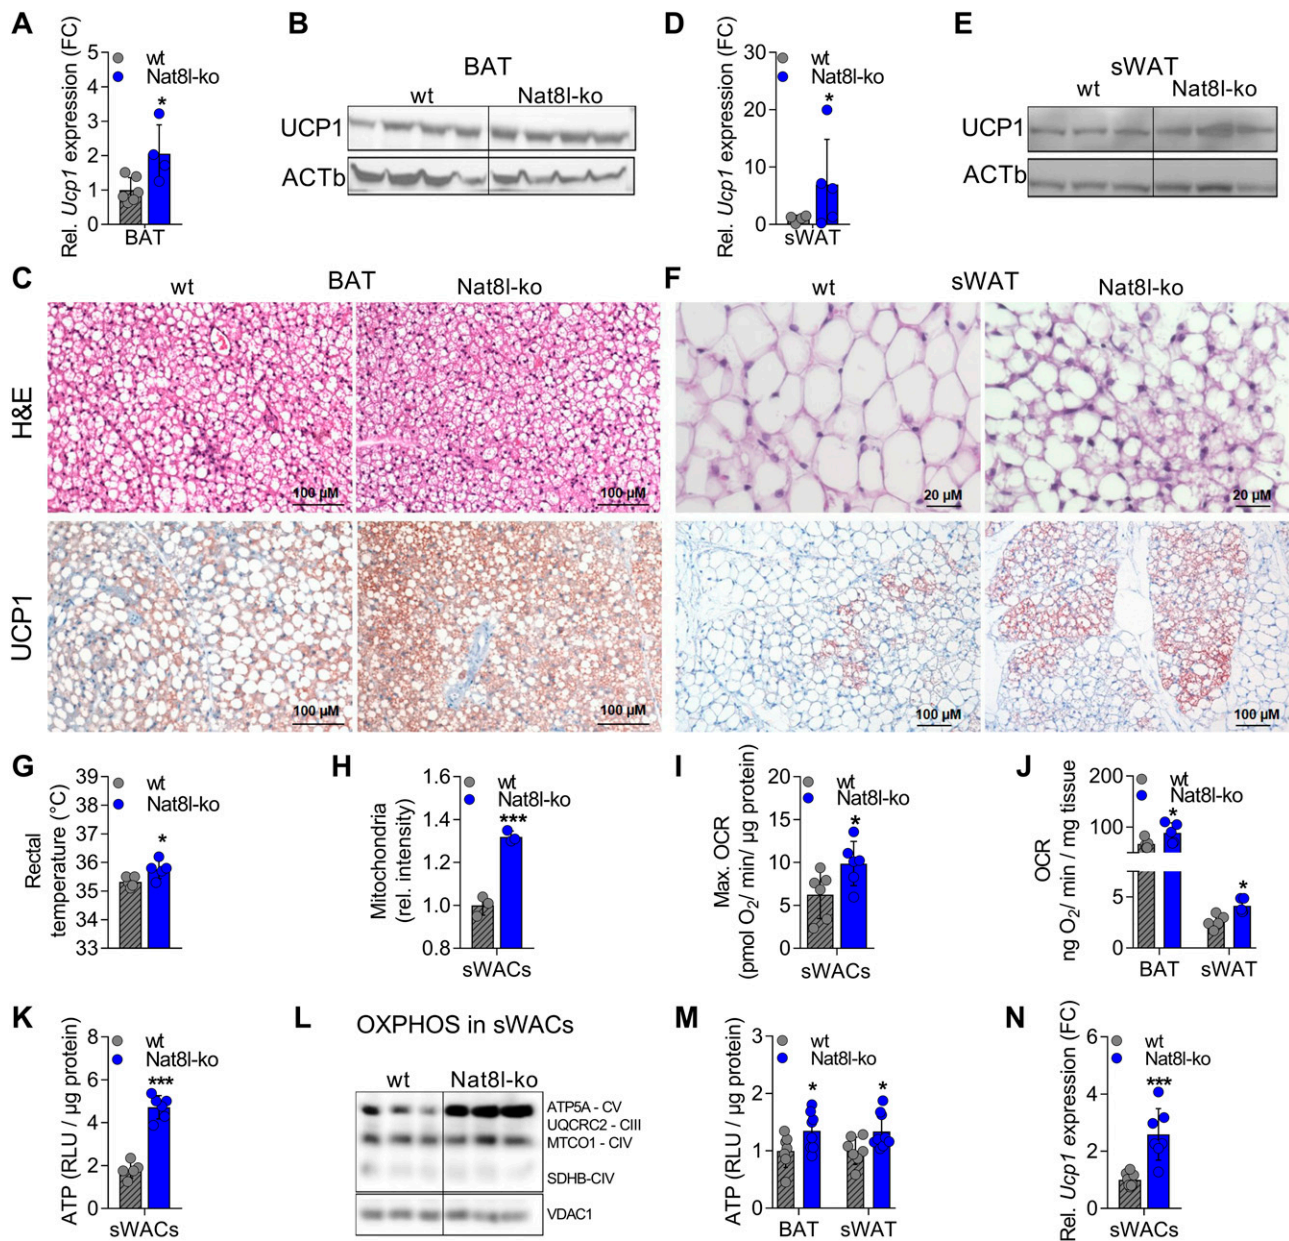 A
Rel. Ucp1 expression (FC)
5
4
3
2
1
0
wt
Nat8l-ko
*
BAT
B
BAT
wt
Nat8l-ko
UCP1
ACTb
D
Rel. Ucp1 expression (FC)
30
20
10
0
wt
Nat8l-ko
*
sWAT
E
sWAT
wt
Nat8l-ko
UCP1
ACTb
C
BAT
wt
Nat8l-ko
H&E
100 µM
100 µM
UCP1
100 µM
100 µM
F
sWAT
wt
Nat8l-ko
20 µM
20 µM
100 µM
100 µM
G
Rectal
temperature (°C)
39
38
37
36
35
34
33
wt
Nat8l-ko
*
H
Mitochondria
(rel. intensity)
1.6
1.4
1.2
1.0
0.8
wt
Nat8l-ko
***
sWACs
I
Max. OCR
(pmol O2/ min/ µg protein)
20
15
10
5
0
wt
Nat8l-ko
*
sWACs
J
OCR
ng O2/ min / mg tissue
200
100
5
0
wt
Nat8l-ko
*
*
BAT
sWAT
K
ATP (RLU / µg protein)
8
6
4
2
0
wt
Nat8l-ko
***
sWACs
L
OXPHOS in sWACs
wt
Nat8l-ko
ATP5A - CV
UQCRC2 - CIII
MTCO1 - CIV
SDHB-CIV
VDAC1
M
ATP (RLU / µg protein)
3
2
1
0
wt
Nat8l-ko
*
*
BAT
sWAT
N
Rel. Ucp1 expression (FC)
6
4
2
0
wt
Nat8l-ko
***
sWACs